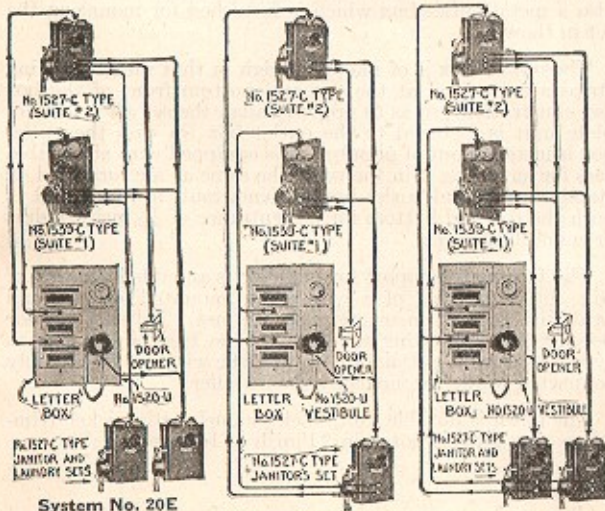 No.1527-C TYPE
(SUITE #2)
No.1539-C TYPE
(SUITE #1)
DOOR
OPENER
LETTER
BOX
No.1520-U
No.1527-C TYPE
JANITOR AND
LAUNDRY SETS
System No. 20E
No.1527-C TYPE
(SUITE #2)
No.1539-C TYPE
(SUITE #1)
DOOR
OPENER
LETTER
BOX
No.1520-U
VESTIBULE
No.1527-C TYPE
JANITOR'S SET
No.1527-C TYPE
(SUITE #2)
No.1539-C TYPE
(SUITE #1)
DOOR
OPENER
LETTER
BOX
No.1520-U VESTIBULE
No.1527-C TYPE
JANITOR AND
LAUNDRY SETS